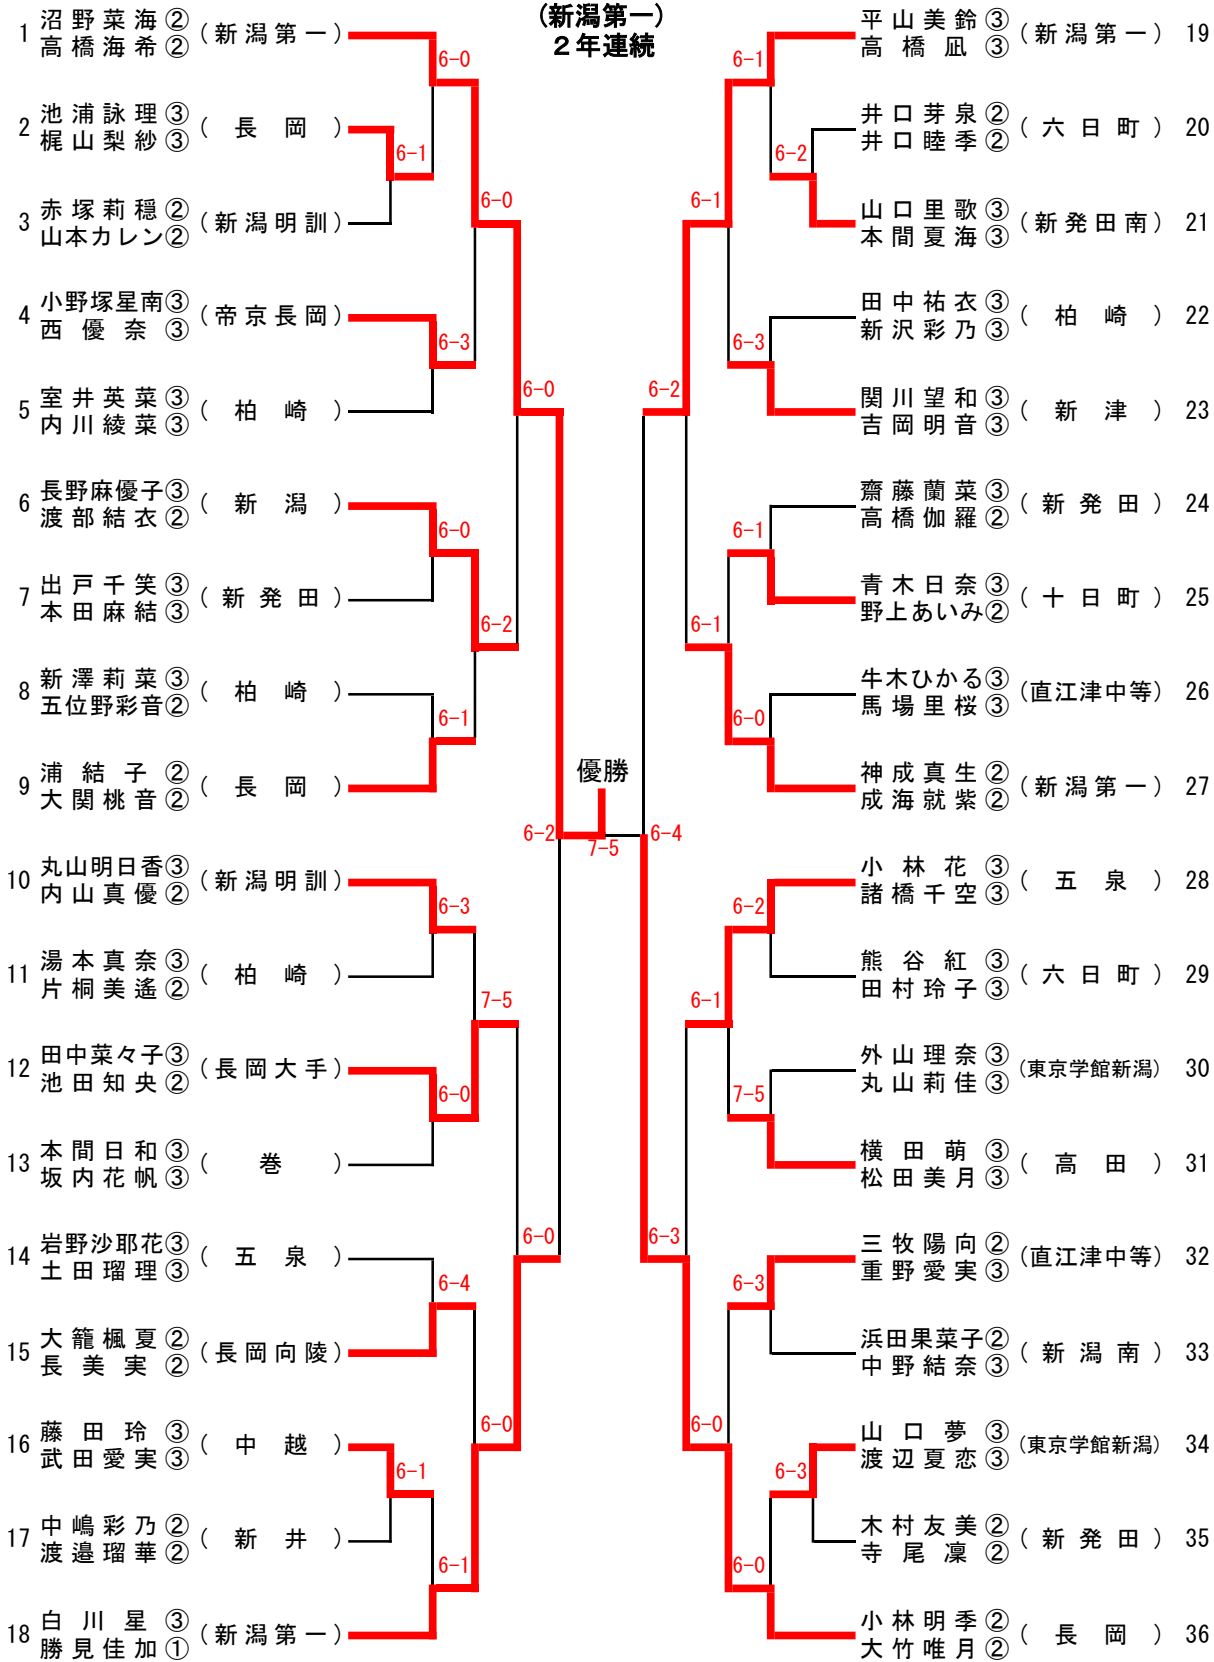 (新潟第一)
２年連続
1 沼野菜海② (新潟第一)
高橋海希②
6-0
2 池浦詠理③ (長岡)
梶山梨紗③
6-1
3 赤塚莉穏② (新潟明訓)
山本カレン②
6-0
4 小野塚星南③ (帝京長岡)
西優奈③
6-3
5 室井英菜③ (柏崎)
内川綾菜③
6-0
6 長野麻優子③ (新潟)
渡部結衣②
6-0
7 出戸千笑③ (新発田)
本田麻結③
6-2
8 新澤莉菜③ (柏崎)
五位野彩音②
6-1
9 浦結子② (長岡)
大関桃音②
優勝
6-2
7-5
6-4
10 丸山明日香③ (新潟明訓)
内山真優②
6-3
11 湯本真奈③ (柏崎)
片桐美遙②
7-5
12 田中菜々子③ (長岡大手)
池田知央②
6-0
13 本間日和③ (巻)
坂内花帆③
6-0
14 岩野沙耶花③ (五泉)
土田瑠理③
6-4
15 大籠楓夏② (長岡向陵)
長美実②
6-0
16 藤田玲③ (中越)
武田愛実③
6-1
17 中嶋彩乃② (新井)
渡邉瑠華②
6-1
18 白川星③ (新潟第一)
勝見佳加①
平山美鈴③ (新潟第一) 19
高橋凪③
6-1
井口芽泉② (六日町) 20
井口睦季②
6-2
山口里歌③ (新発田南) 21
本間夏海③
6-1
田中祐衣③ (柏崎) 22
新沢彩乃③
6-3
関川望和③ (新津) 23
吉岡明音③
6-2
齋藤蘭菜③ (新発田) 24
高橋伽羅②
6-1
青木日奈③ (十日町) 25
野上あいみ②
6-1
牛木ひかる③ (直江津中等) 26
馬場里桜③
6-0
神成真生② (新潟第一) 27
成海就紫②
小林花③ (五泉) 28
諸橋千空③
6-2
熊谷紅③ (六日町) 29
田村玲子③
6-1
外山理奈③ (東京学館新潟) 30
丸山莉佳③
7-5
横田萌③ (高田) 31
松田美月③
6-3
三牧陽向② (直江津中等) 32
重野愛実③
6-3
浜田果菜子② (新潟南) 33
中野結奈③
6-0
山口夢③ (東京学館新潟) 34
渡辺夏恋③
6-3
木村友美② (新発田) 35
寺尾凜②
6-0
小林明季② (長岡) 36
大竹唯月②